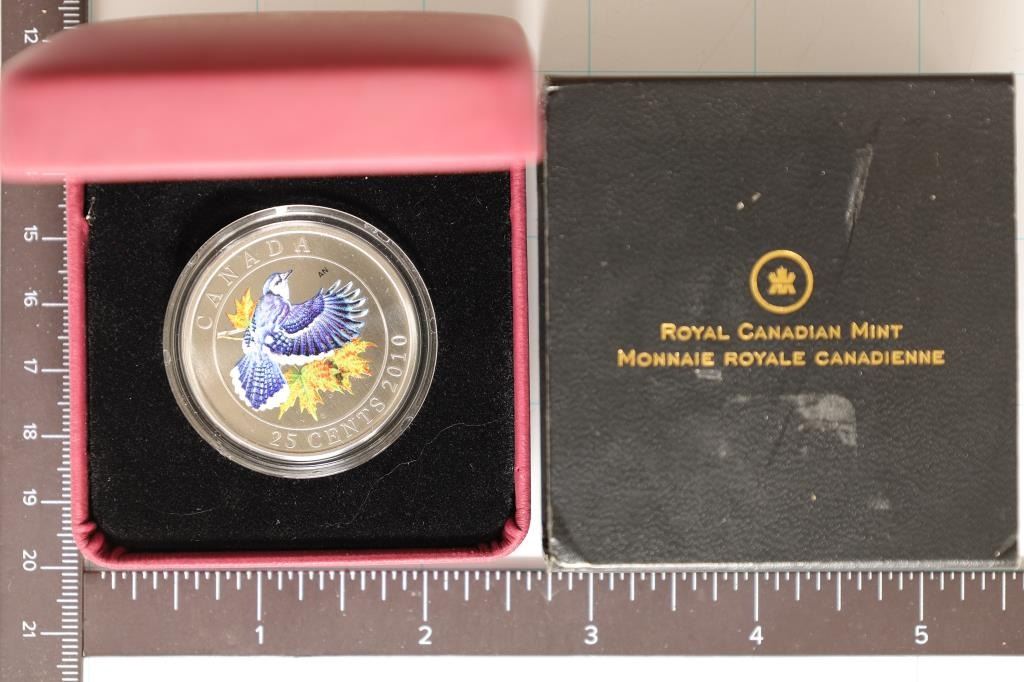 CANADA
AN
25 CENTS 2010
ROYAL CANADIAN MINT
MONNAIE ROYALE CANADIENNE
12
15
16
17
18
19
20
21
1 2 3 4 5